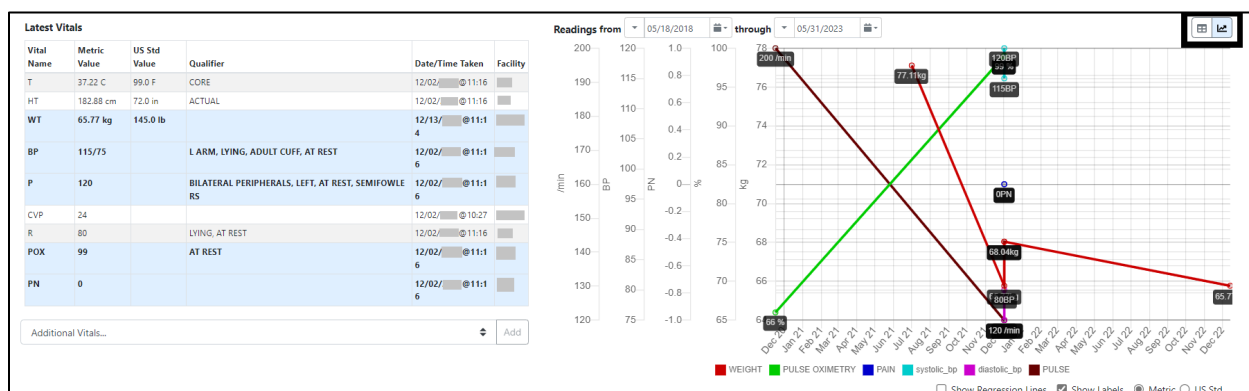 Latest Vitals
Vital Name Metric Value US Std Value Qualifier Date/Time Taken Facility
T 37.22 C 99.0 F CORE 12/02/ @11:16
HT 182.88 cm 72.0 in ACTUAL 12/02/ @11:16
WT 65.77 kg 145.0 lb 12/13/ @11:14
BP 115/75 L ARM, LYING, ADULT CUFF, AT REST 12/02/ @11:16
P 120 BILATERAL PERIPHERALS, LEFT, AT REST, SEMIFOWLERS 12/02/ @11:16
CVP 24 12/02/ @10:27
R 80 LYING, AT REST 12/02/ @11:16
POX 99 AT REST 12/02/ @11:16
PN 0 12/02/ @11:16
Additional Vitals... Add
Readings from 05/18/2018 through 05/31/2023
200 120 1.0 100 78
200 /min 120BP 99 %
77.11kg
190 115 0.8 95 76
115BP
110 0.6
180 90 74
105 0.4
170 0.2 85 72
100
/min 160 BP PN 0 % kg 70
95 80
0PN
150 -0.2
90 68
140 -0.4 75
68.04kg
85 -0.6
130 80 -0.8 70 66
80BP 65.7
120 75 -1.0 65 64
66 % 120 /min
Dec 20 Jan 21 Feb 21 Mar 21 Apr 21 May 21 Jun 21 Jul 21 Aug 21 Sep 21 Oct 21 Nov 21 Jan 22 Feb 22 Mar 22 Apr 22 May 22 Jun 22 Jul 22 Aug 22 Sep 22 Oct 22 Nov 22 Dec 22
WEIGHT PULSE OXIMETRY PAIN systolic_bp diastolic_bp PULSE
Show Regression Lines Show Labels Metric US Std